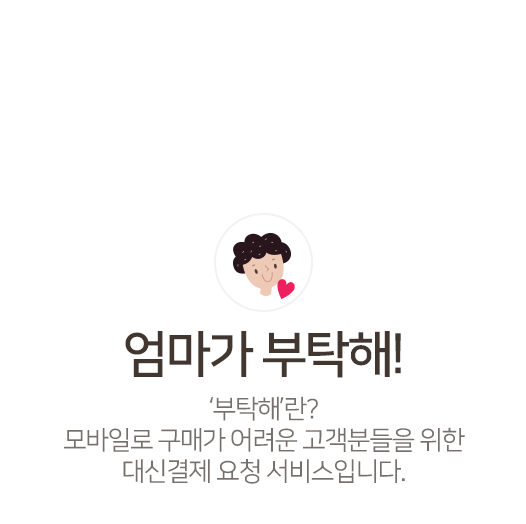 엄마가 부탁해!
‘부탁해’란?
모바일로 구매가 어려운 고객분들을 위한
대신결제 요청 서비스입니다.